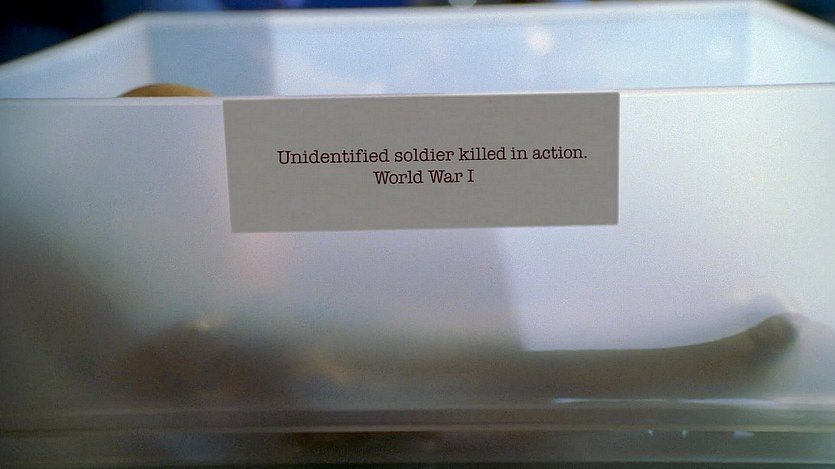 Unidentified soldier killed in action.
World War I